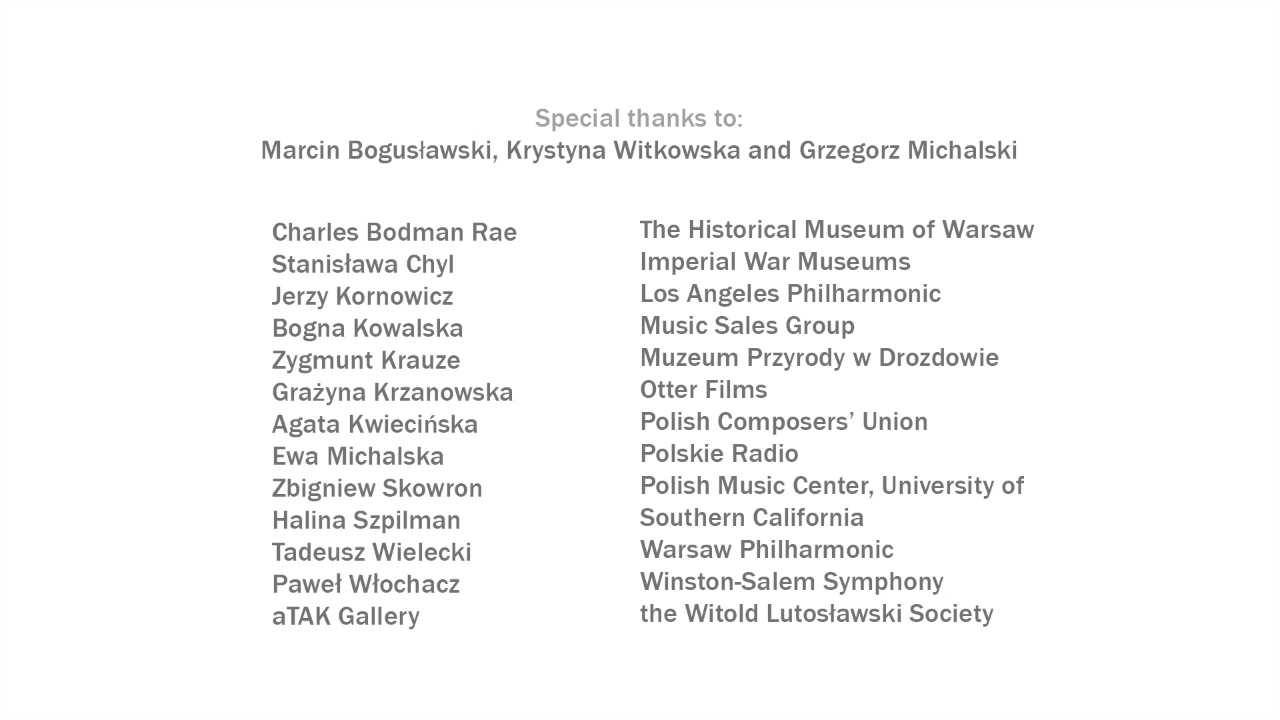 Special thanks to:
Marcin Bogusławski, Krystyna Witkowska and Grzegorz Michalski
Charles Bodman Rae
Stanisława Chyl
Jerzy Kornowicz
Bogna Kowalska
Zygmunt Krauze
Grażyna Krzanowska
Agata Kwiecińska
Ewa Michalska
Zbigniew Skowron
Halina Szpilman
Tadeusz Wielecki
Paweł Włochacz
aTAK Gallery
The Historical Museum of Warsaw
Imperial War Museums
Los Angeles Philharmonic
Music Sales Group
Muzeum Przyrody w Drozdowie
Otter Films
Polish Composers’ Union
Polskie Radio
Polish Music Center, University of
Southern California
Warsaw Philharmonic
Winston-Salem Symphony
the Witold Lutosławski Society